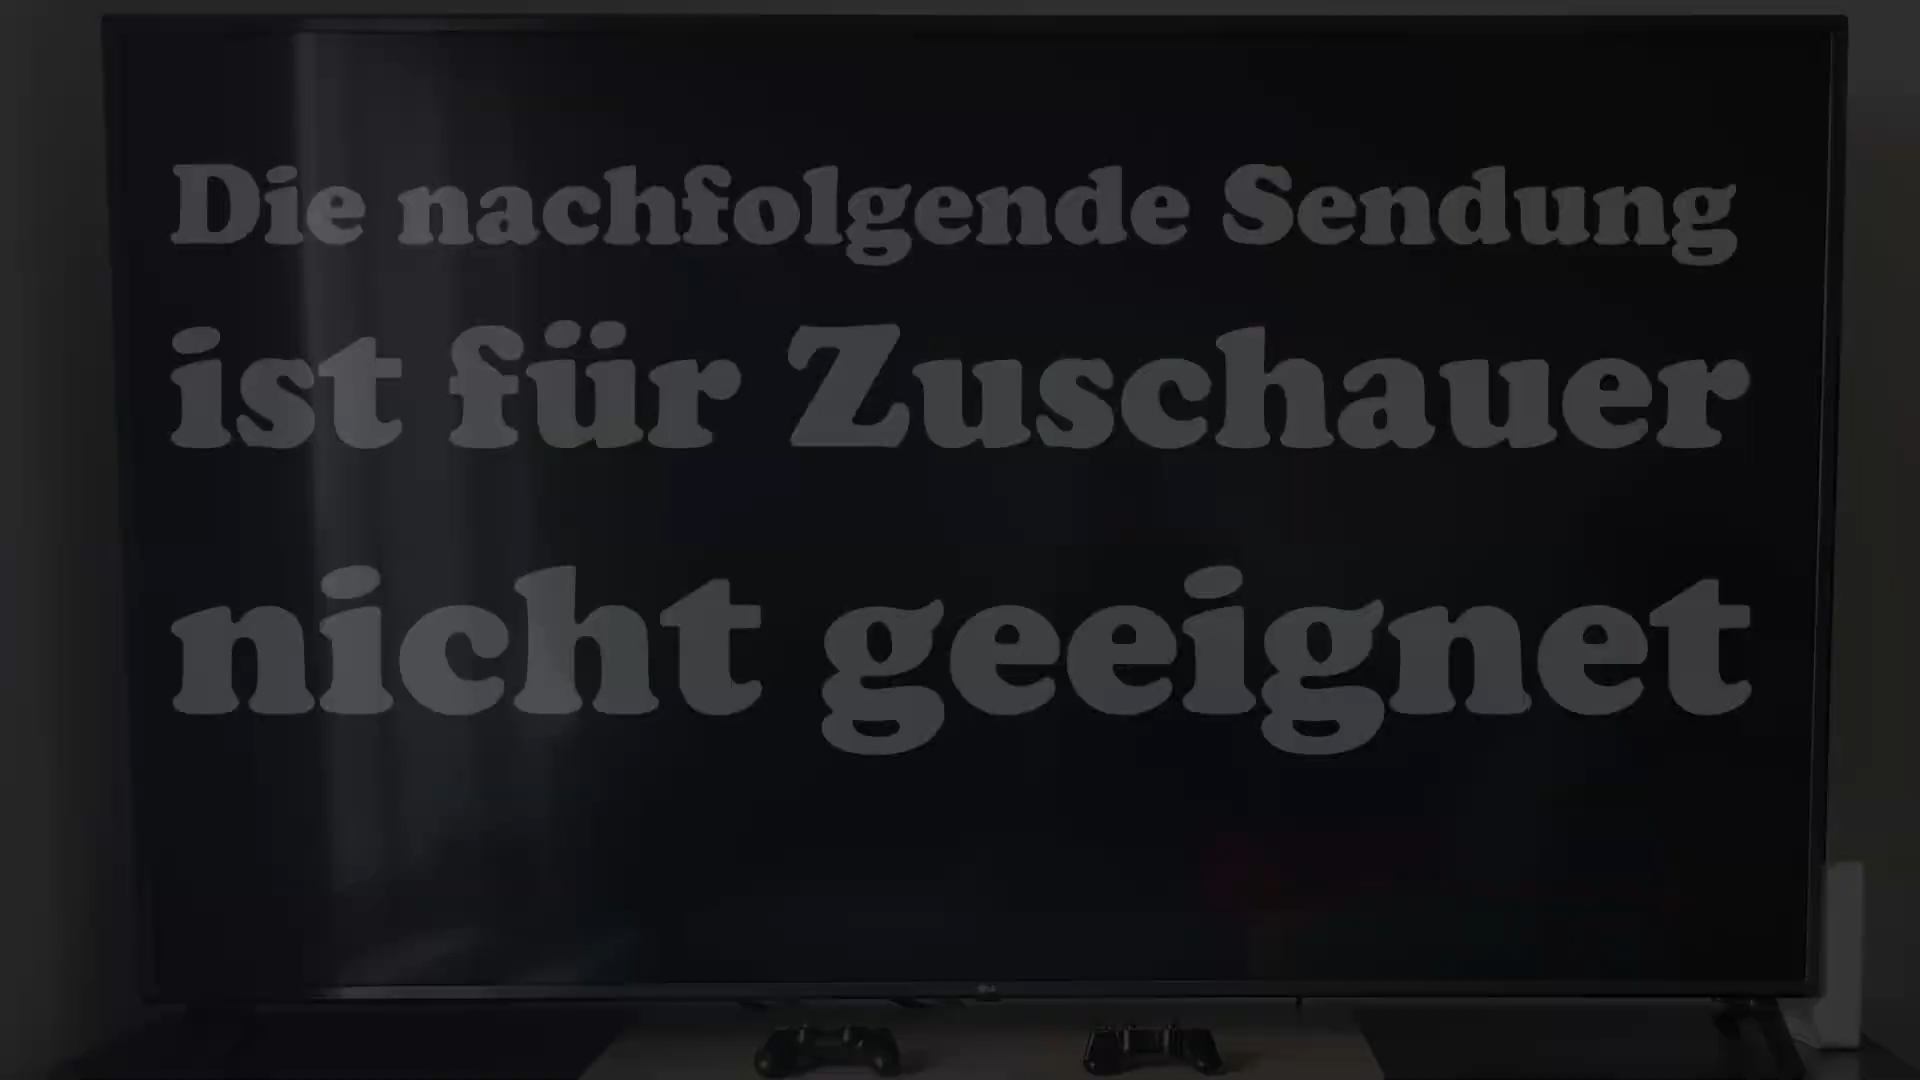 Die nachfolgende Sendung
ist für Zuschauer
nicht geeignet